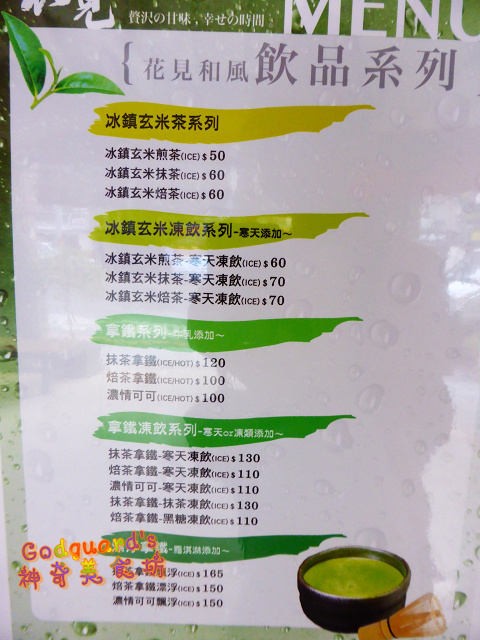 花見 贅沢の甘味,幸せの時間 MENU
{ 花見和風飲品系列
冰鎮玄米茶系列
冰鎮玄米煎茶(ICE)$50
冰鎮玄米抹茶(ICE)$60
冰鎮玄米焙茶(ICE)$60
冰鎮玄米凍飲系列-寒天添加~
冰鎮玄米煎茶-寒天凍飲(ICE)$60
冰鎮玄米抹茶-寒天凍飲(ICE)$70
冰鎮玄米焙茶-寒天凍飲(ICE)$70
拿鐵系列-牛乳添加~
抹茶拿鐵(ICE/HOT)$120
焙茶拿鐵(ICE/HOT)$100
濃情可可(ICE/HOT)$100
拿鐵凍飲系列-寒天or凍類添加~
抹茶拿鐵-寒天凍飲(ICE)$130
焙茶拿鐵-寒天凍飲(ICE)$110
濃情可可-寒天凍飲(ICE)$110
抹茶拿鐵-抹茶凍飲(ICE)$130
焙茶拿鐵-黑糖凍飲(ICE)$110
拿鐵-霜淇淋添加~
Godguard's
神奇美食坊
浮(ICE)$165
焙茶拿鐵漂浮(ICE)$150
濃情可可飄浮(ICE)$150